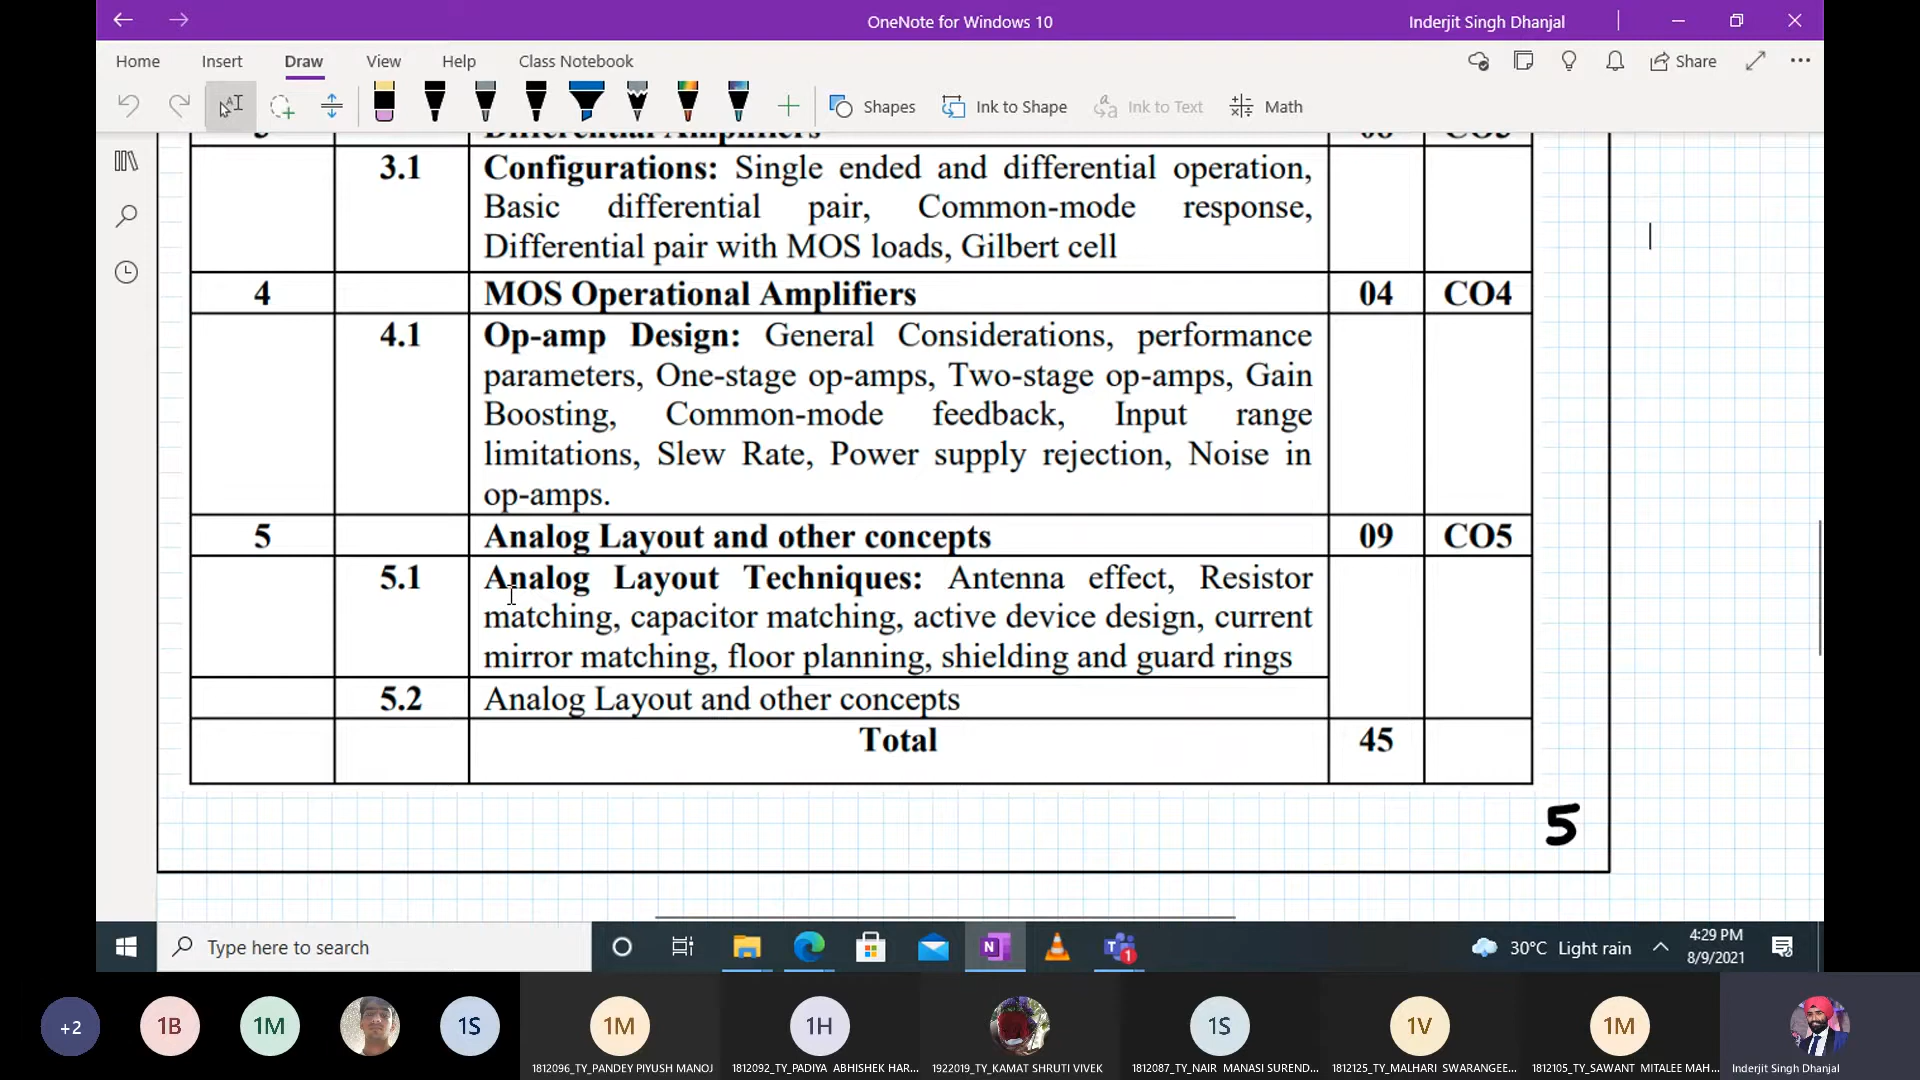 OneNote for Windows 10
Inderjit Singh Dhanjal
Home Insert Draw View Help Class Notebook
Share
Shapes Ink to Shape Ink to Text Math
3 Differential Amplifiers 08 CO3
3.1 Configurations: Single ended and differential operation,
Basic differential pair, Common-mode response,
Differential pair with MOS loads, Gilbert cell
4 MOS Operational Amplifiers 04 CO4
4.1 Op-amp Design: General Considerations, performance
parameters, One-stage op-amps, Two-stage op-amps, Gain
Boosting, Common-mode feedback, Input range
limitations, Slew Rate, Power supply rejection, Noise in
op-amps.
5 Analog Layout and other concepts 09 CO5
5.1 Analog Layout Techniques: Antenna effect, Resistor
matching, capacitor matching, active device design, current
mirror matching, floor planning, shielding and guard rings
5.2 Analog Layout and other concepts
Total 45
5
Type here to search
N
1
30°C Light rain
4:29 PM
8/9/2021
+2 1B 1M 1S 1M 1H 1S 1V 1M
1812096_TY_PANDEY PIYUSH MANOJ 1812092_TY_PADIYA ABHISHEK HAR... 1922019_TY_KAMAT SHRUTI VIVEK 1812087_TY_NAIR MANASI SUREND... 1812125_TY_MALHARI SWARANGEE... 1812105_TY_SAWANT MITALEE MAH... Inderjit Singh Dhanjal